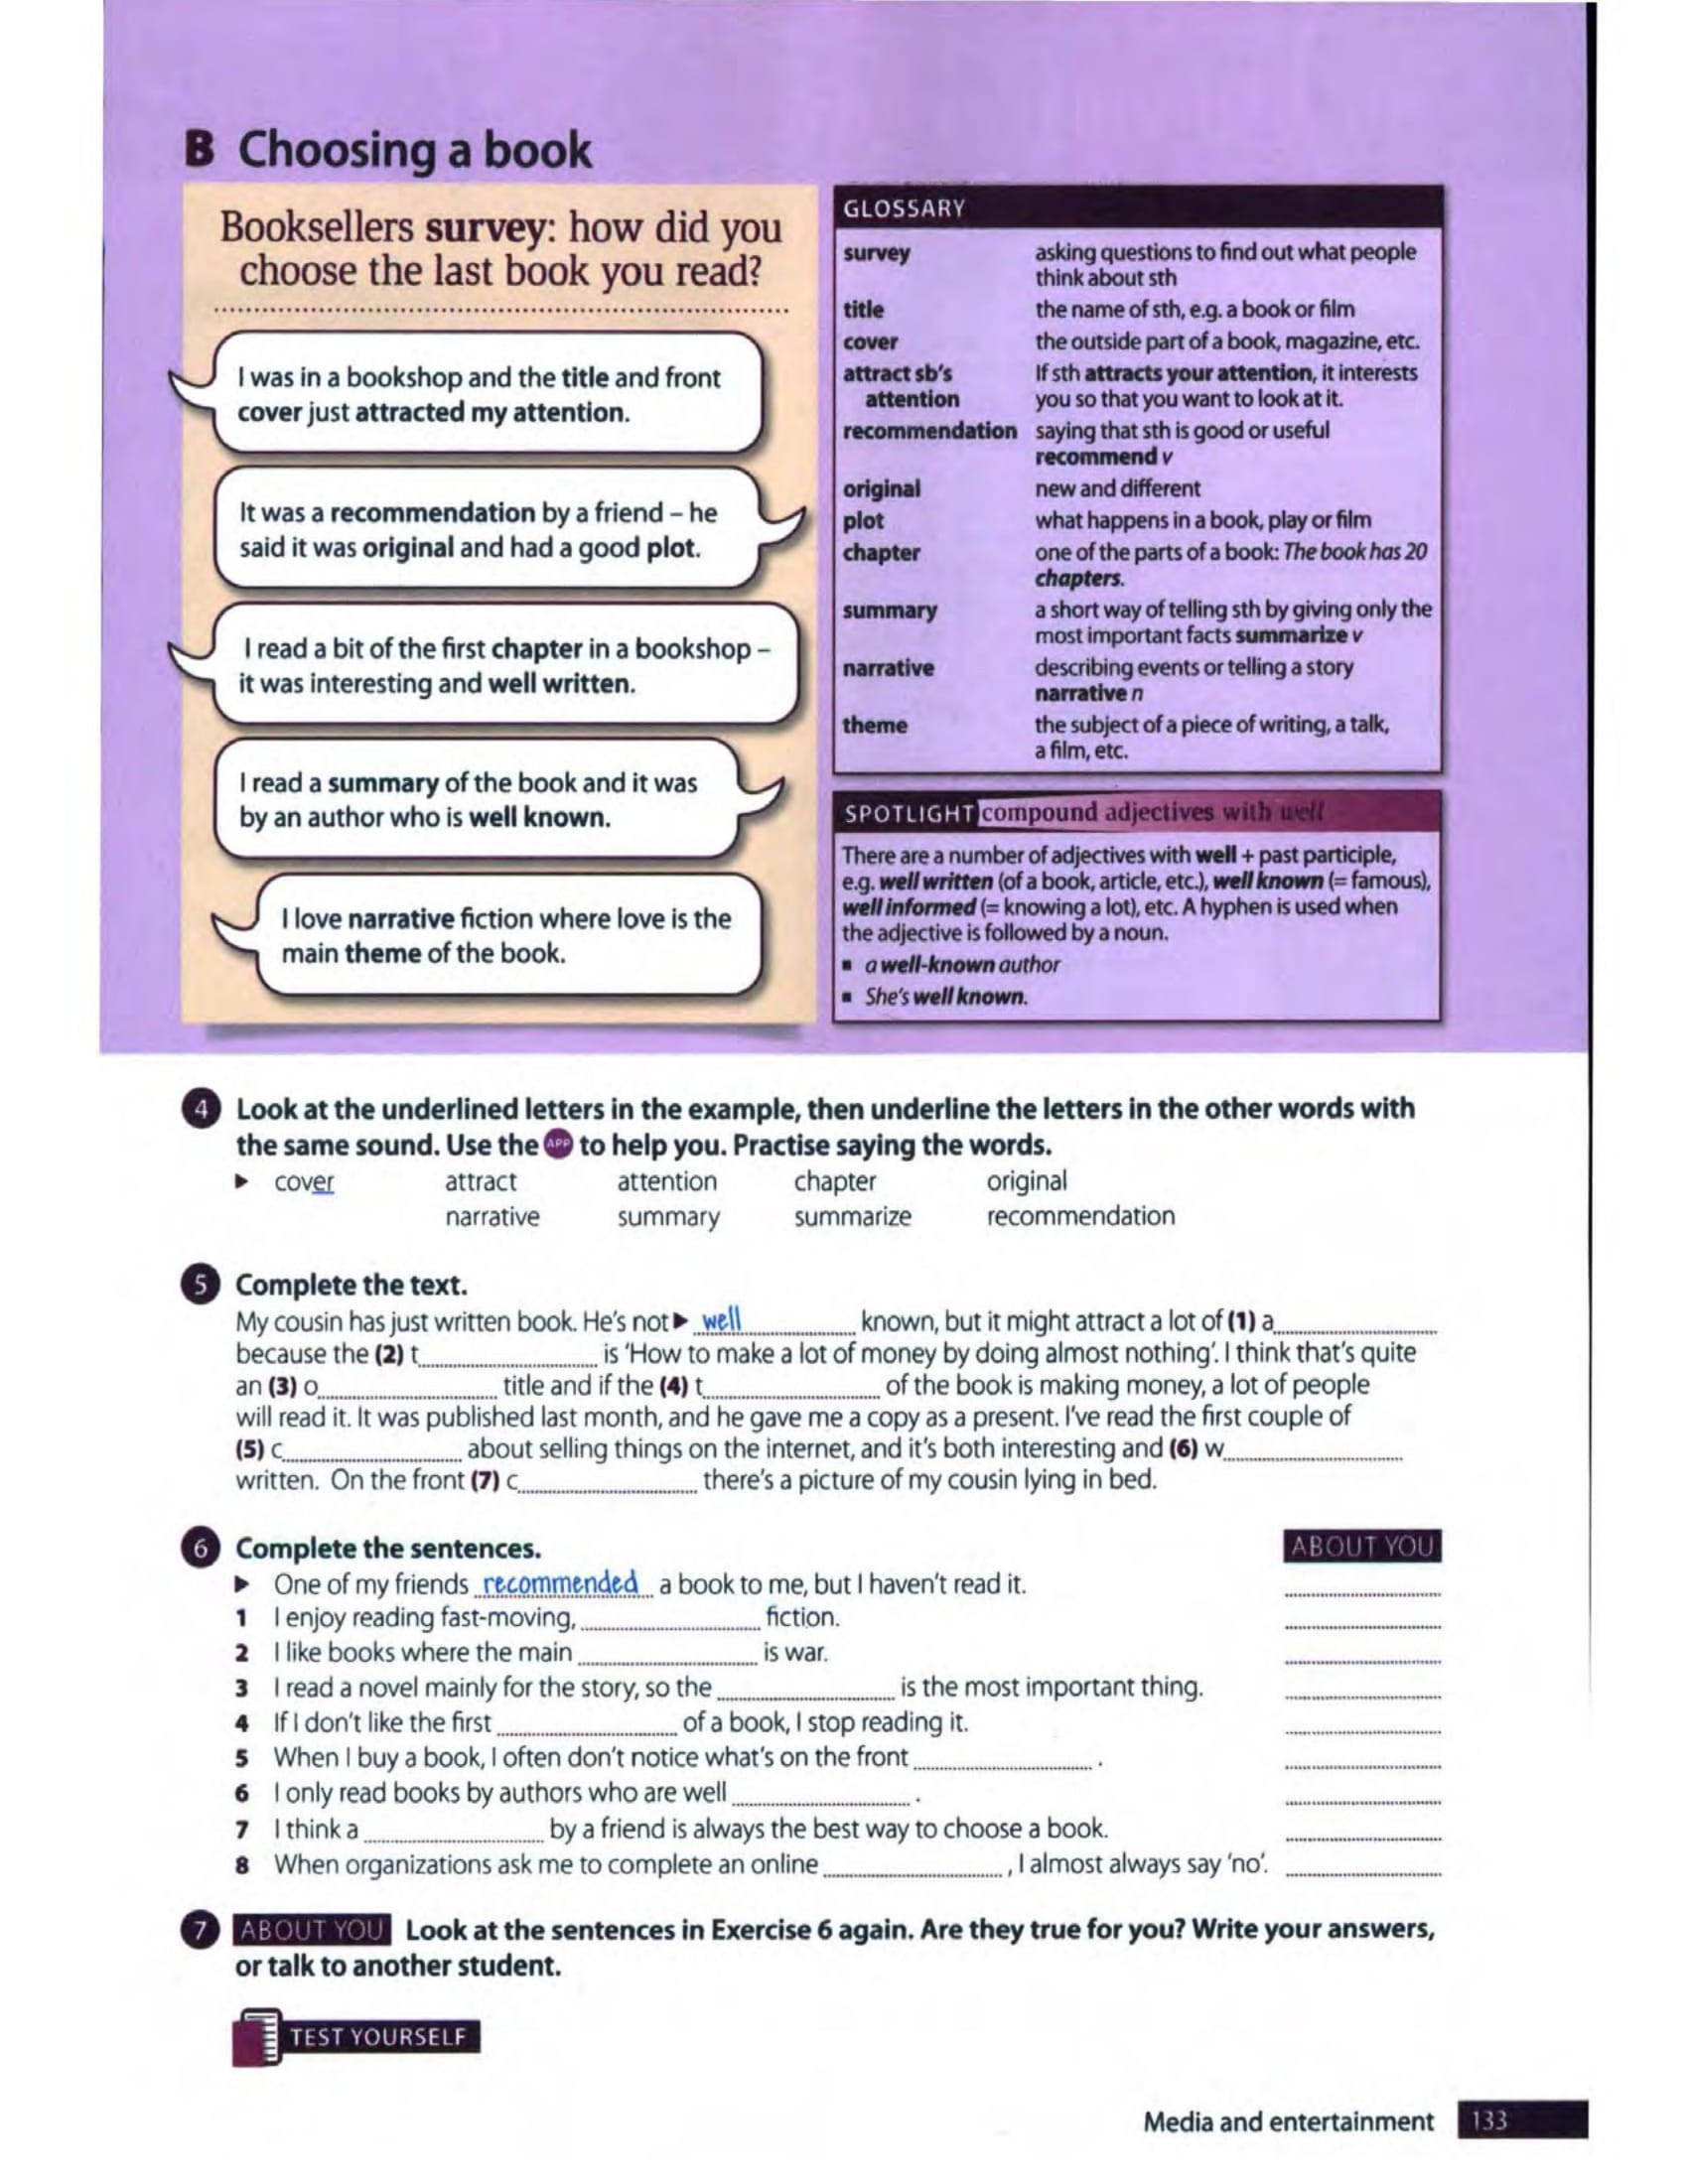 B Choosing a book
Booksellers survey: how did you
choose the last book you read?
I was in a bookshop and the title and front
cover just attracted my attention.
It was a recommendation by a friend – he
said it was original and had a good plot.
I read a bit of the first chapter in a bookshop –
it was interesting and well written.
I read a summary of the book and it was
by an author who is well known.
I love narrative fiction where love is the
main theme of the book.
GLOSSARY
survey asking questions to find out what people
think about sth
title the name of sth, e.g. a book or film
cover the outside part of a book, magazine, etc.
attract sb's If sth attracts your attention, it interests
attention you so that you want to look at it.
recommendation saying that sth is good or useful
recommend v
original new and different
plot what happens in a book, play or film
chapter one of the parts of a book: The book has 20
chapters.
summary a short way of telling sth by giving only the
most important facts summarize v
narrative describing events or telling a story
narrative n
theme the subject of a piece of writing, a talk,
a film, etc.
SPOTLIGHT compound adjectives with well
There are a number of adjectives with well + past participle,
e.g. well written (of a book, article, etc.), well known (= famous),
well informed (= knowing a lot), etc. A hyphen is used when
the adjective is followed by a noun.
▪ a well-known author
▪ She's well known.
4 Look at the underlined letters in the example, then underline the letters in the other words with
the same sound. Use the APP to help you. Practise saying the words.
▶ cover attract attention chapter original
narrative summary summarize recommendation
5 Complete the text.
My cousin has just written book. He's not ▶ well known, but it might attract a lot of (1) a
because the (2) t is 'How to make a lot of money by doing almost nothing'. I think that's quite
an (3) o title and if the (4) t of the book is making money, a lot of people
will read it. It was published last month, and he gave me a copy as a present. I've read the first couple of
(5) c about selling things on the internet, and it's both interesting and (6) w
written. On the front (7) c there's a picture of my cousin lying in bed.
6 Complete the sentences. ABOUT YOU
▶ One of my friends recommended a book to me, but I haven't read it.
1 I enjoy reading fast-moving, fiction.
2 I like books where the main is war.
3 I read a novel mainly for the story, so the is the most important thing.
4 If I don't like the first of a book, I stop reading it.
5 When I buy a book, I often don't notice what's on the front .
6 I only read books by authors who are well .
7 I think a by a friend is always the best way to choose a book.
8 When organizations ask me to complete an online , I almost always say 'no'.
7 ABOUT YOU Look at the sentences in Exercise 6 again. Are they true for you? Write your answers,
or talk to another student.
TEST YOURSELF
Media and entertainment 133